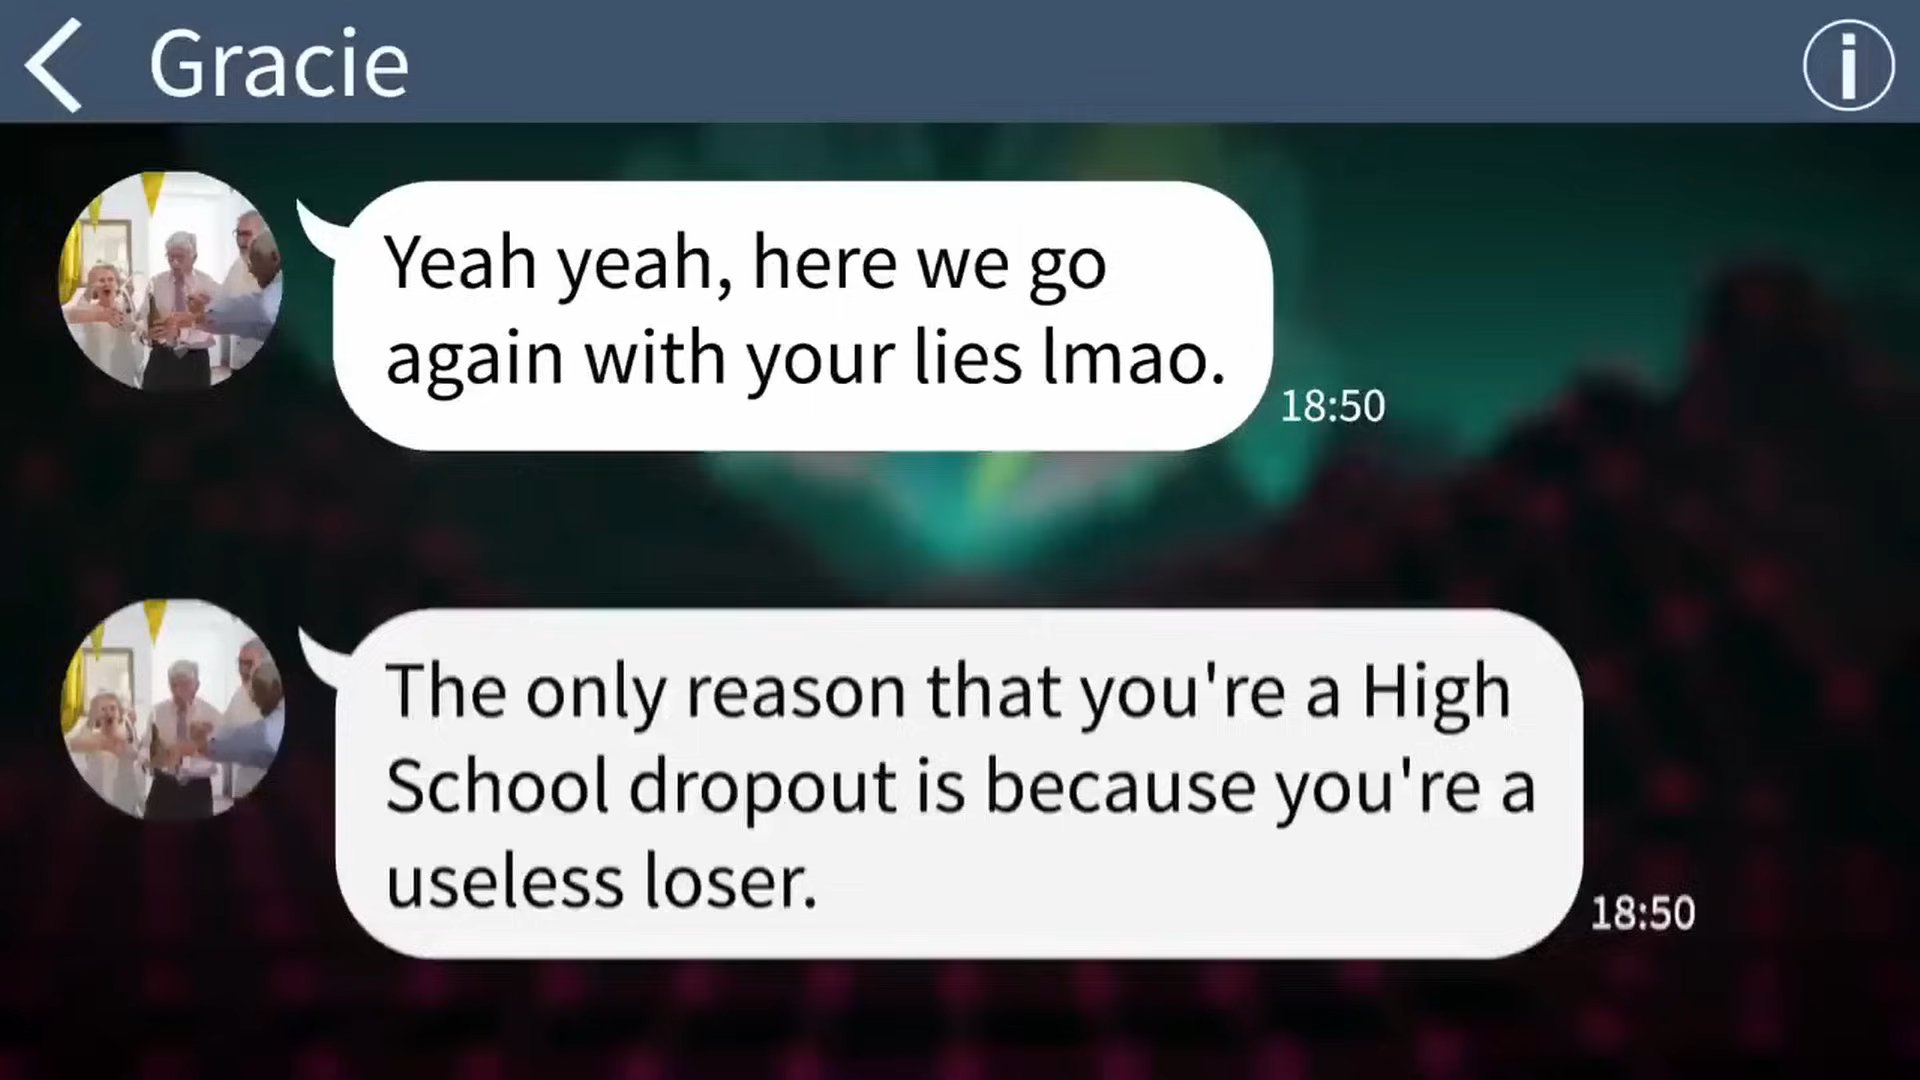 Gracie
Yeah yeah, here we go
again with your lies lmao.
18:50
The only reason that you're a High
School dropout is because you're a
useless loser.
18:50